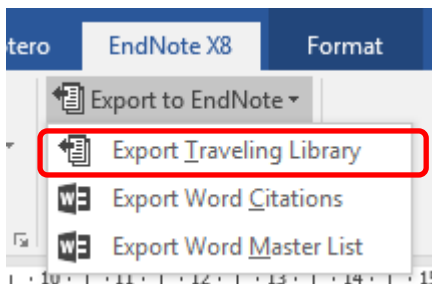 tero EndNote X8 Format
Export to EndNote
Export Traveling Library
Export Word Citations
Export Word Master List
10 · 11 · 12 · 13 · 14 · 15